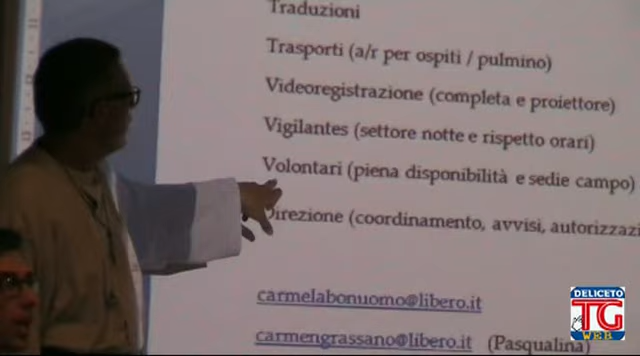 Traduzioni
Trasporti (a/r per ospiti / pulmino)
Videoregistrazione (completa e proiettore)
Vigilantes (settore notte e rispetto orari)
Volontari (piena disponibilità e sedie campo)
Direzione (coordinamento, avvisi, autorizzazi
carmelabonuomo@libero.it
carmengrassano@libero.it (Pasqualina)
DELICETO
TG
WEB